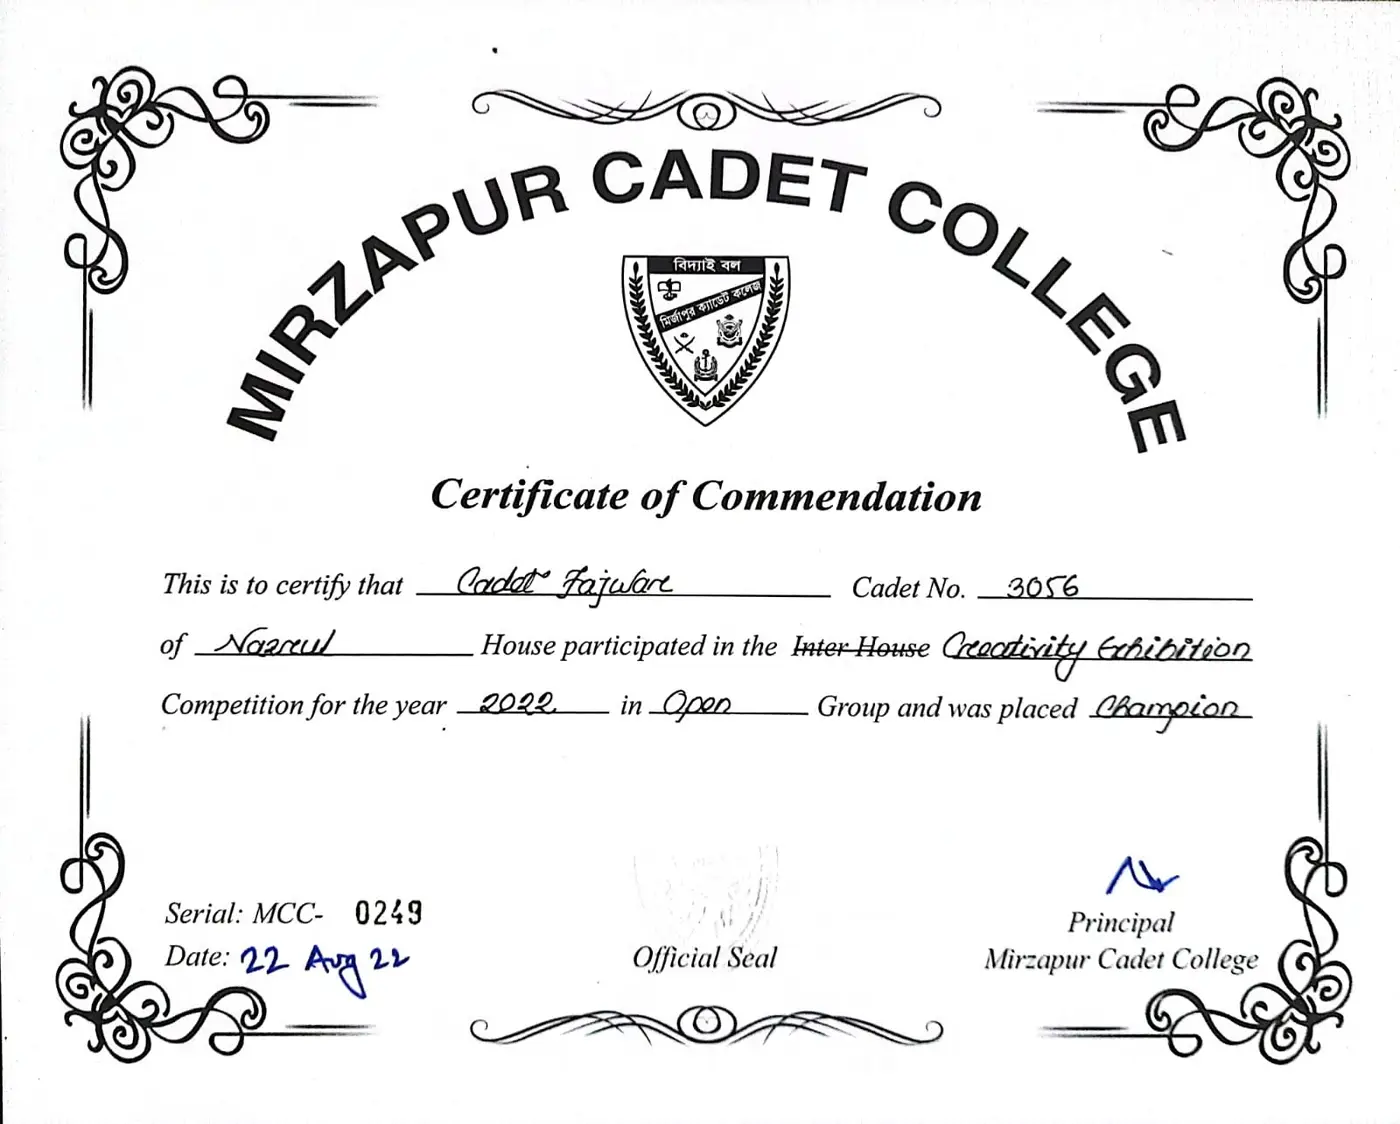 MIRZAPUR CADET COLLEGE
বিদ্যাই বল
মির্জাপুর ক্যাডেট কলেজ
Certificate of Commendation
This is to certify that Cadet Fajware Cadet No. 3056
of Nazrul House participated in the Inter House Creativity Exhibition
Competition for the year 2022 in Open Group and was placed Champion
Serial: MCC- 0249
Date: 22 Aug 22
Official Seal
Principal
Mirzapur Cadet College